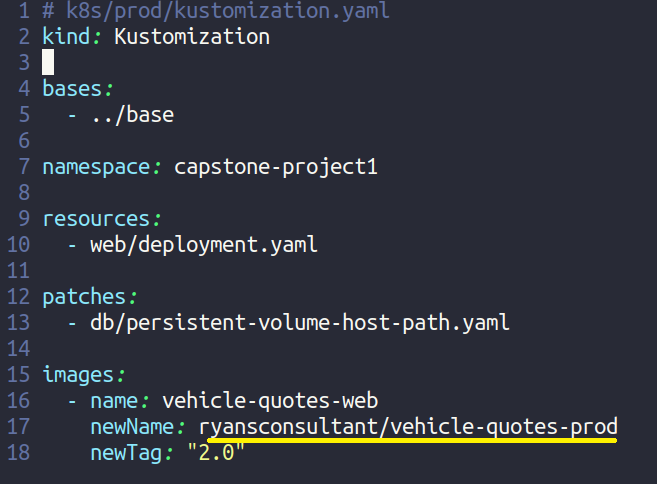 1 # k8s/prod/kustomization.yaml
2 kind: Kustomization
3
4 bases:
5   - ../base
6
7 namespace: capstone-project1
8
9 resources:
10   - web/deployment.yaml
11
12 patches:
13   - db/persistent-volume-host-path.yaml
14
15 images:
16   - name: vehicle-quotes-web
17     newName: ryansconsultant/vehicle-quotes-prod
18     newTag: "2.0"